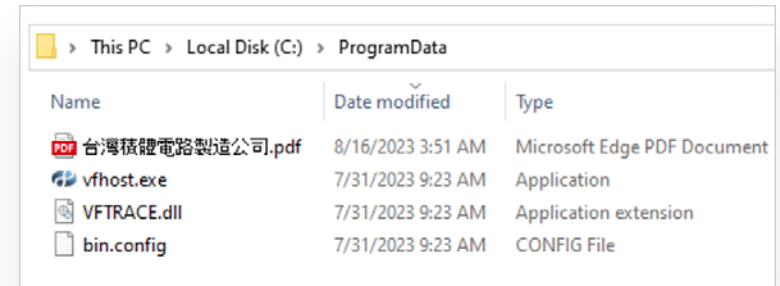 This PC > Local Disk (C:) > ProgramData
Name Date modified Type
PDF 台灣積體電路製造公司.pdf 8/16/2023 3:51 AM Microsoft Edge PDF Document
vfhost.exe 7/31/2023 9:23 AM Application
VFTRACE.dll 7/31/2023 9:23 AM Application extension
bin.config 7/31/2023 9:23 AM CONFIG File